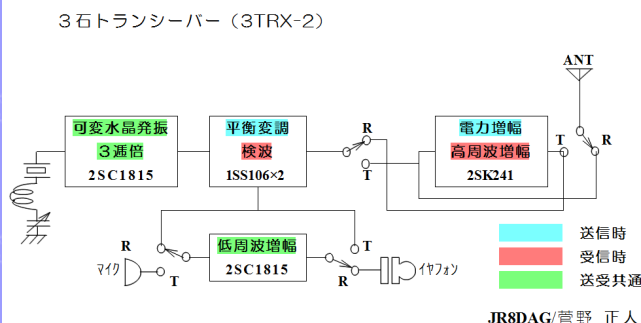 3石トランシーバー（3TRX-2）
ANT
可変水晶発振
3逓倍
2SC1815
平衡変調
検波
1SS106×2
R
T
電力増幅
高周波増幅
2SK241
T
R
R
マイク
T
低周波増幅
2SC1815
T
R
イヤフォン
送信時
受信時
送受共通
JR8DAG/菅野 正人